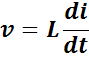 v = L di/dt